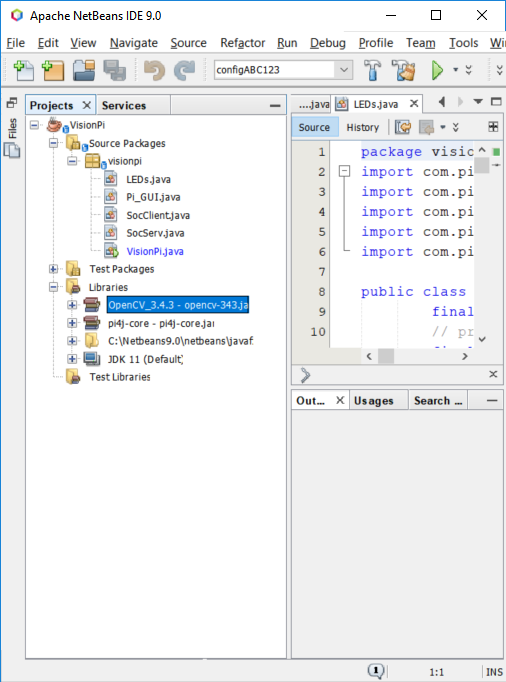 Apache NetBeans IDE 9.0
File Edit View Navigate Source Refactor Run Debug Profile Team Tools Wi
configABC123
Files
Projects Services
VisionPi
Source Packages
visionpi
LEDs.java
Pi_GUI.java
SocClient.java
SocServ.java
VisionPi.java
Test Packages
Libraries
OpenCV_3.4.3 - opencv-343.ja
pi4j-core - pi4j-core.jar
C:\Netbeans9.0\netbeans\javaf
JDK 11 (Default)
Test Libraries
....java LEDs.java
Source History
1 package visio
2 import com.pi
3 import com.pi
4 import com.pi
5 import com.pi
6 import com.pi
7
8 public class
9 final
10 // pr
Out... Usages Search ...
1 1:1 INS